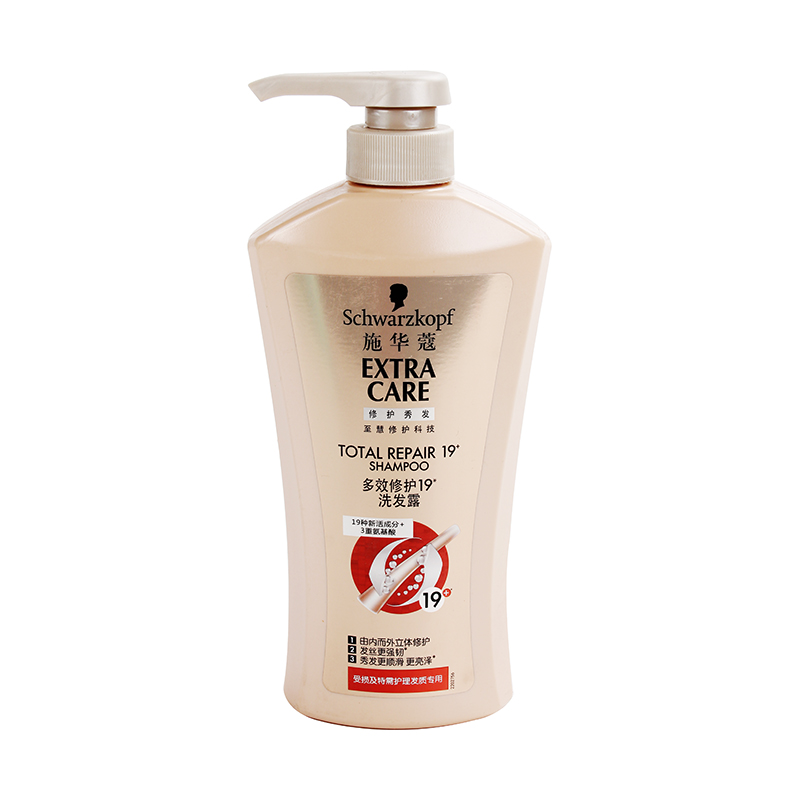 Schwarzkopf
施华蔻
EXTRA
CARE
修护秀发
至慧修护科技
TOTAL REPAIR 19+
SHAMPOO
多效修护19+
洗发露
19种新活成分+
3重氨基酸
19+
1 由内而外立体修护
2 发丝更强韧*
3 秀发更顺滑 更亮泽*
受损及特需护理发质专用